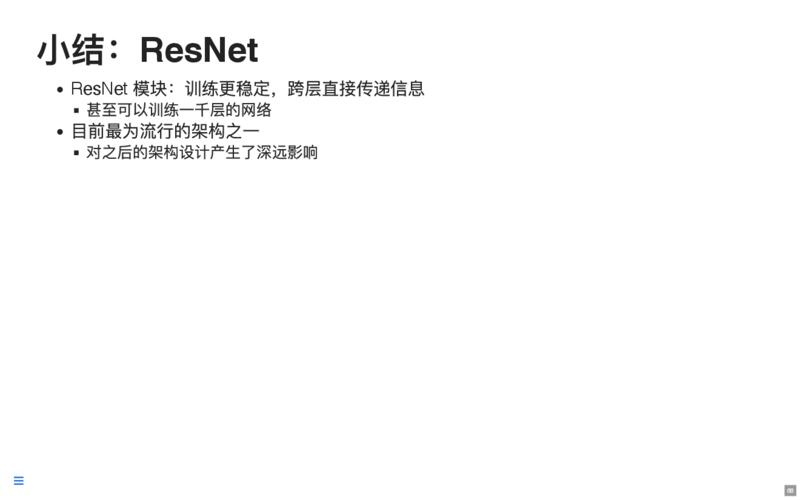 小结：ResNet
ResNet 模块：训练更稳定，跨层直接传递信息
甚至可以训练一千层的网络
目前最为流行的架构之一
对之后的架构设计产生了深远影响